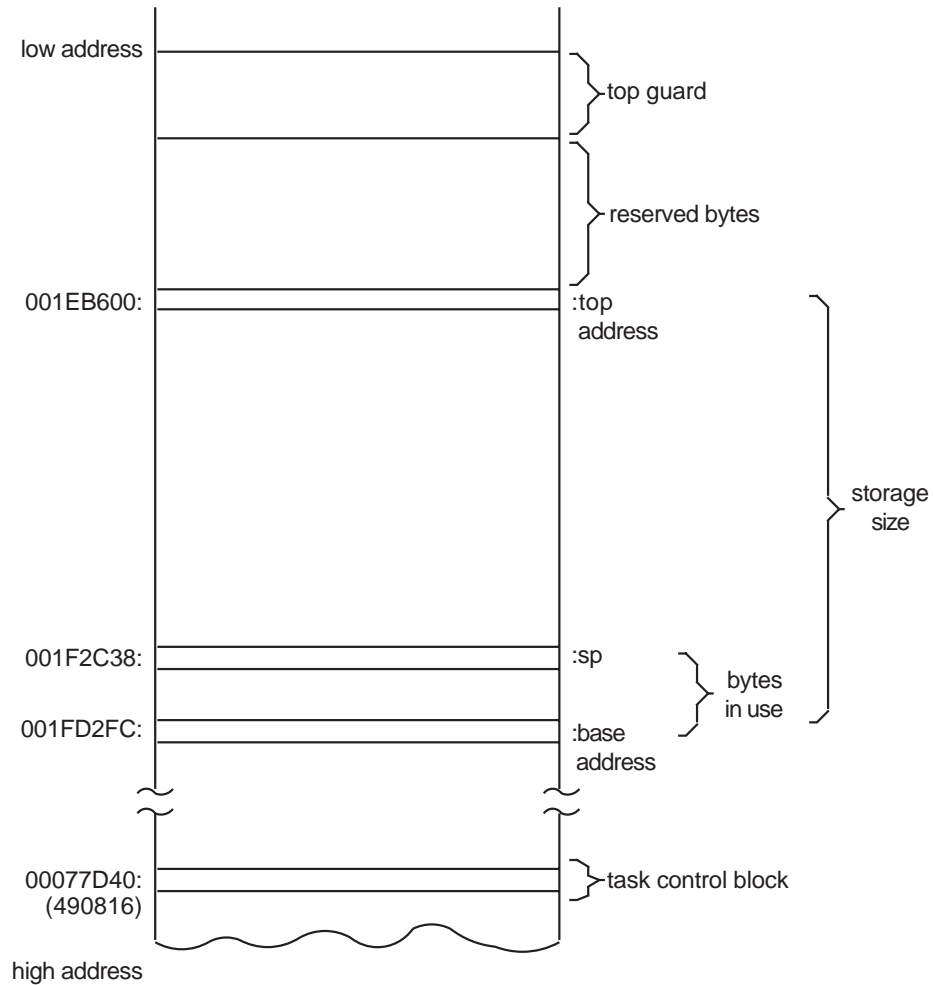 low address
top guard
reserved bytes
001EB600:
:top
address
storage
size
001F2C38:
:sp
bytes
in use
001FD2FC:
:base
address
00077D40:
(490816)
task control block
high address